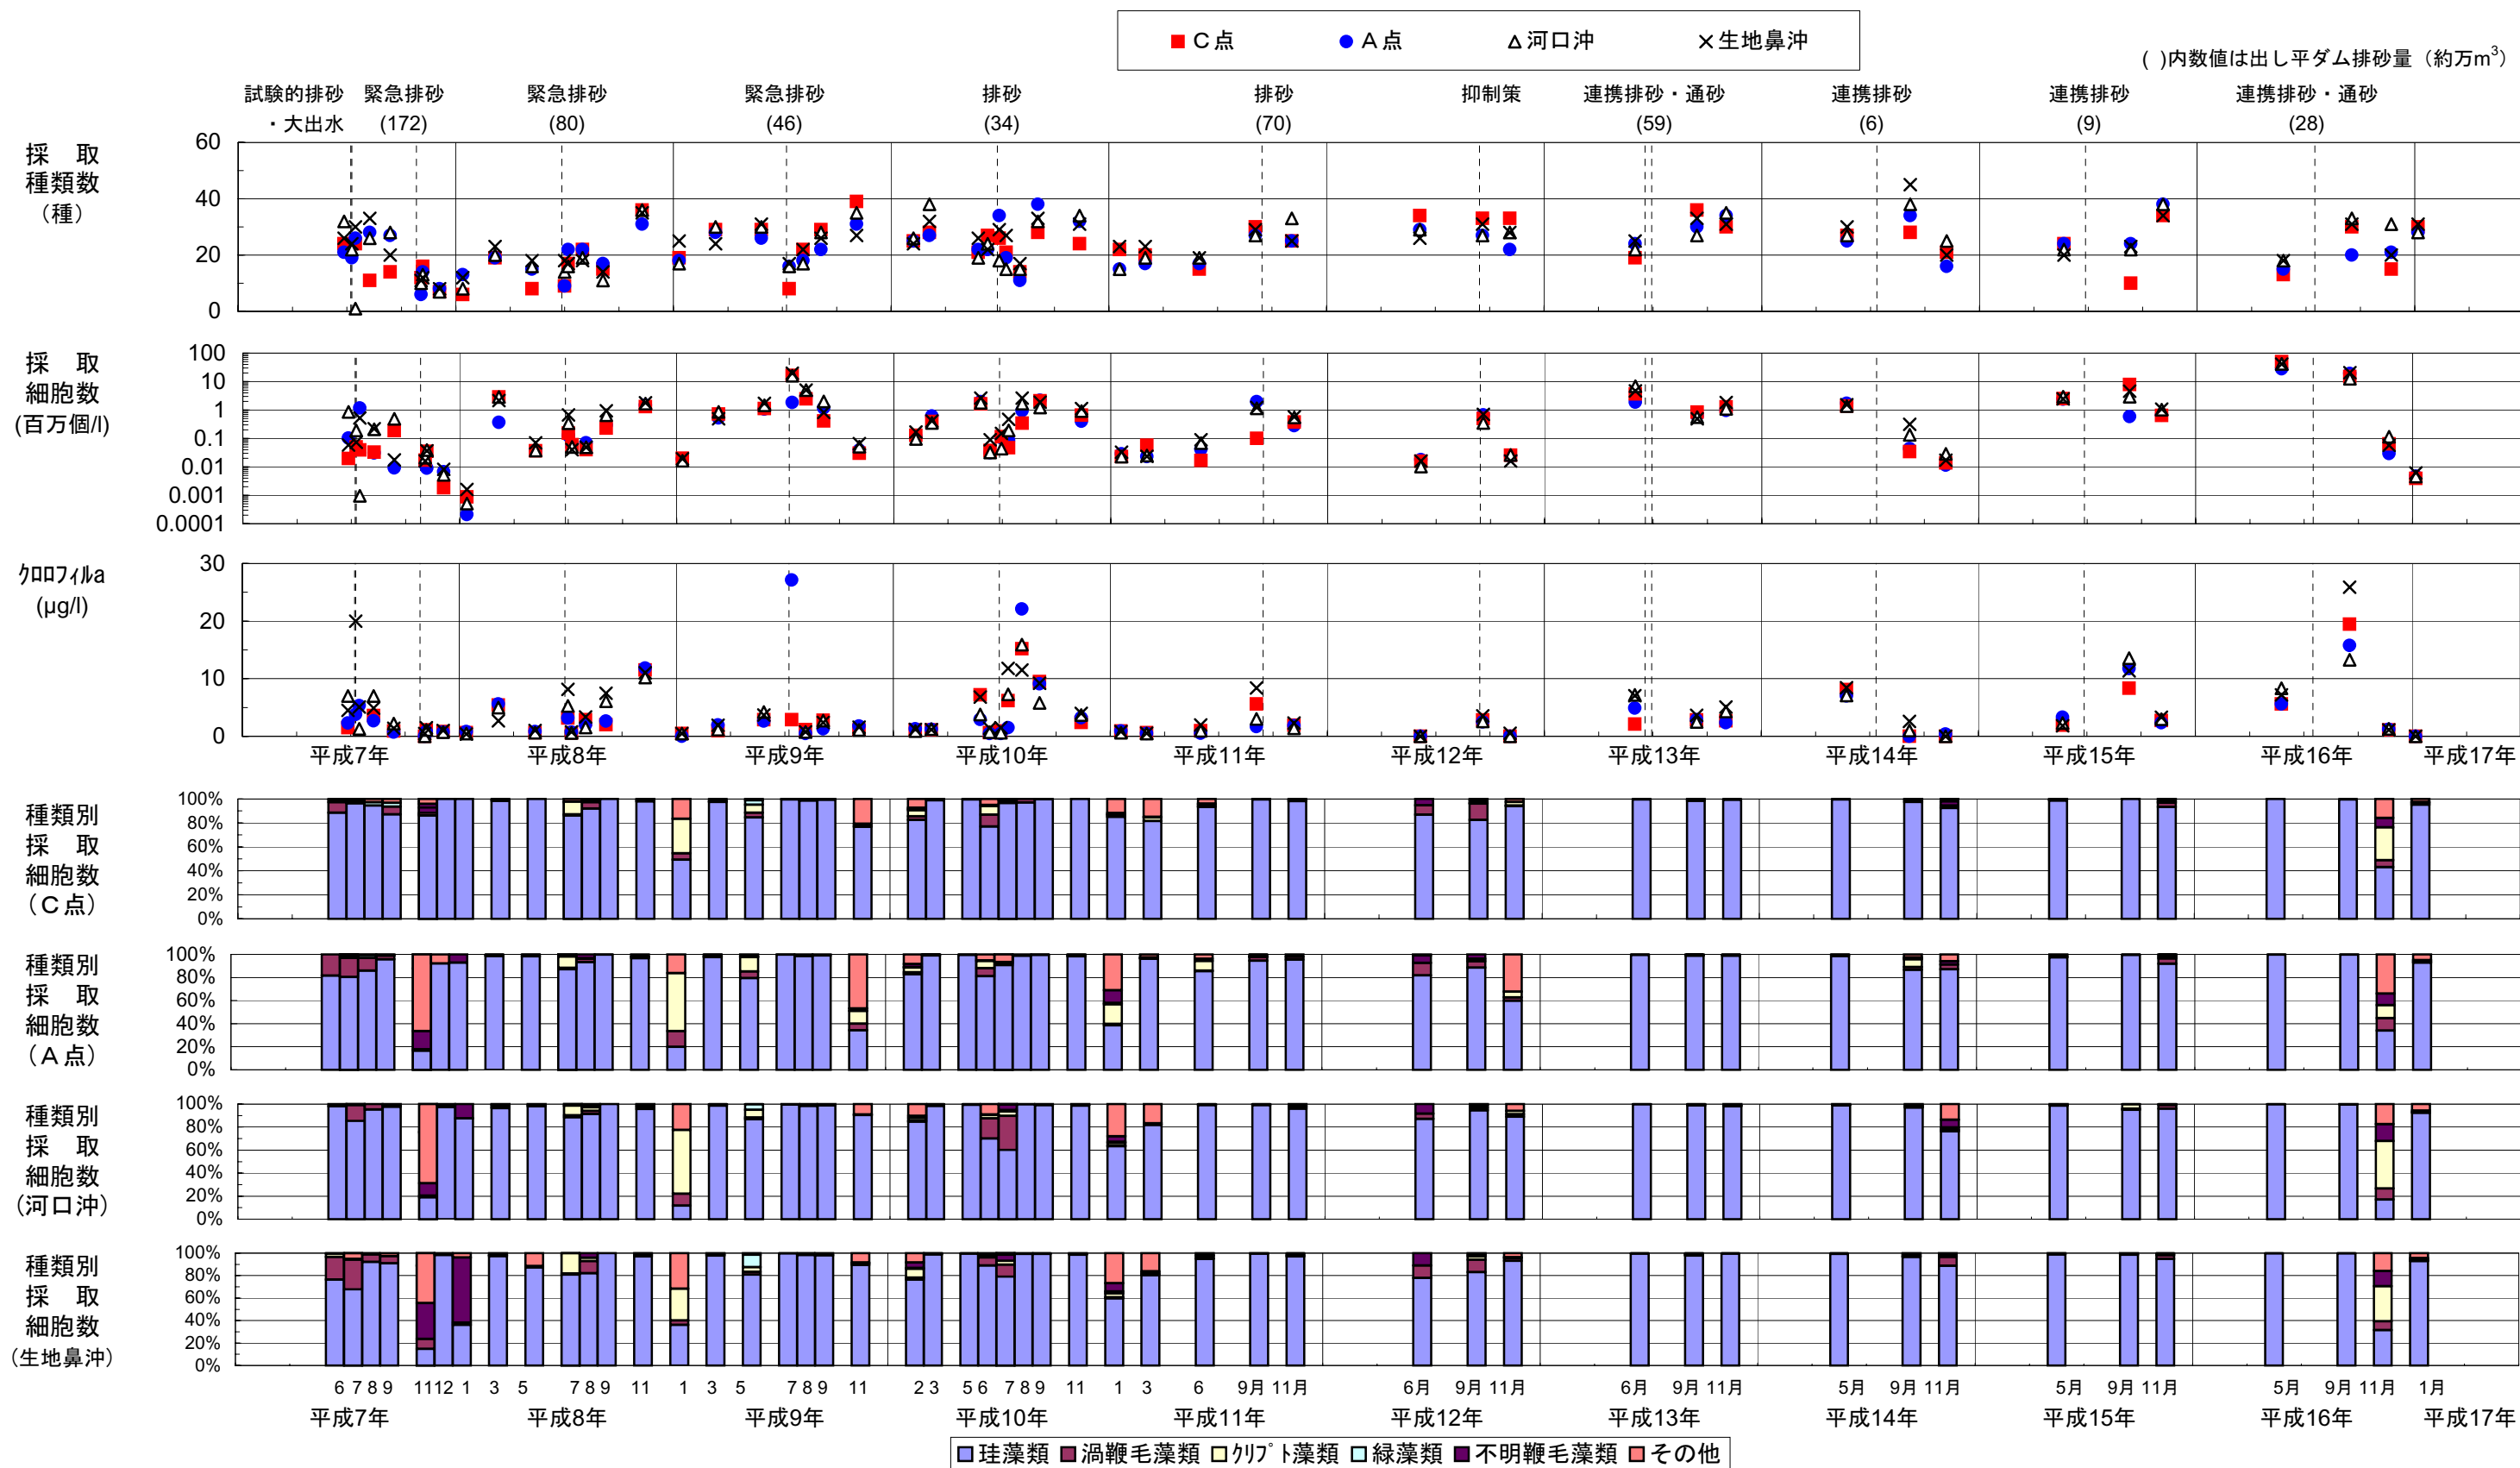 C点 A点 河口沖 生地鼻沖
( )内数値は出し平ダム排砂量（約万m³）
試験的排砂 緊急排砂 緊急排砂 緊急排砂 排砂 排砂 抑制策 連携排砂・通砂 連携排砂 連携排砂 連携排砂・通砂
・大出水 (172) (80) (46) (34) (70) (59) (6) (9) (28)
採　取
種類数
（種）
60
40
20
0
採　取
細胞数
(百万個/l)
100
10
1
0.1
0.01
0.001
0.0001
ｸﾛﾛﾌｨﾙa
(μg/l)
30
20
10
0
平成7年 平成8年 平成9年 平成10年 平成11年 平成12年 平成13年 平成14年 平成15年 平成16年 平成17年
種類別
採　取
細胞数
（C点）
100%
80%
60%
40%
20%
0%
種類別
採　取
細胞数
（A点）
100%
80%
60%
40%
20%
0%
種類別
採　取
細胞数
(河口沖)
100%
80%
60%
40%
20%
0%
種類別
採　取
細胞数
(生地鼻沖)
100%
80%
60%
40%
20%
0%
6 7 8 9 11 12 1 3 5 7 8 9 11 1 3 5 7 8 9 11 2 3 5 6 7 8 9 11 1 3 6 9月 11月 6月 9月 11月 6月 9月 11月 5月 9月 11月 5月 9月 11月 5月 9月 11月 1月
平成7年 平成8年 平成9年 平成10年 平成11年 平成12年 平成13年 平成14年 平成15年 平成16年 平成17年
珪藻類 渦鞭毛藻類 ｸﾘﾌﾟﾄ藻類 緑藻類 不明鞭毛藻類 その他